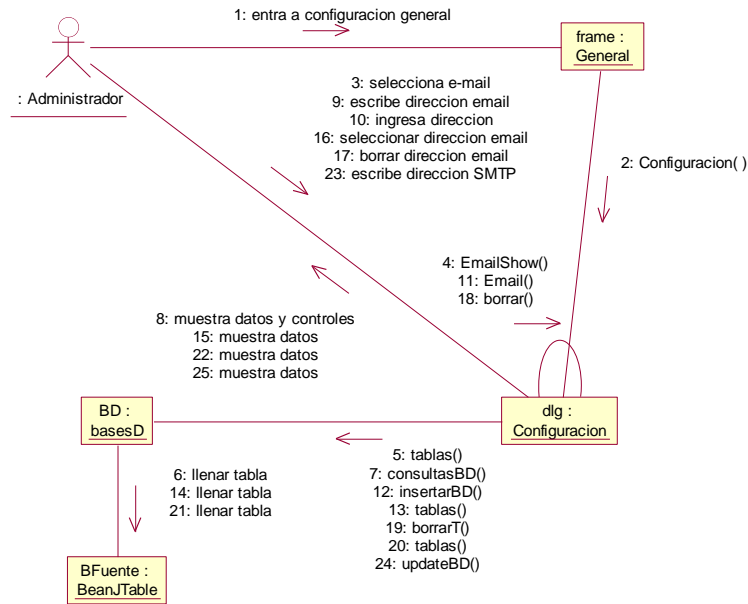 1: entra a configuracion general
frame :
General
: Administrador
3: selecciona e-mail
9: escribe direccion email
10: ingresa direccion
16: seleccionar direccion email
17: borrar direccion email
23: escribe direccion SMTP
2: Configuracion( )
4: EmailShow()
11: Email()
18: borrar()
8: muestra datos y controles
15: muestra datos
22: muestra datos
25: muestra datos
BD :
basesD
dlg :
Configuracion
5: tablas()
7: consultasBD()
12: insertarBD()
13: tablas()
19: borrarT()
20: tablas()
24: updateBD()
6: llenar tabla
14: llenar tabla
21: llenar tabla
BFuente :
BeanJTable